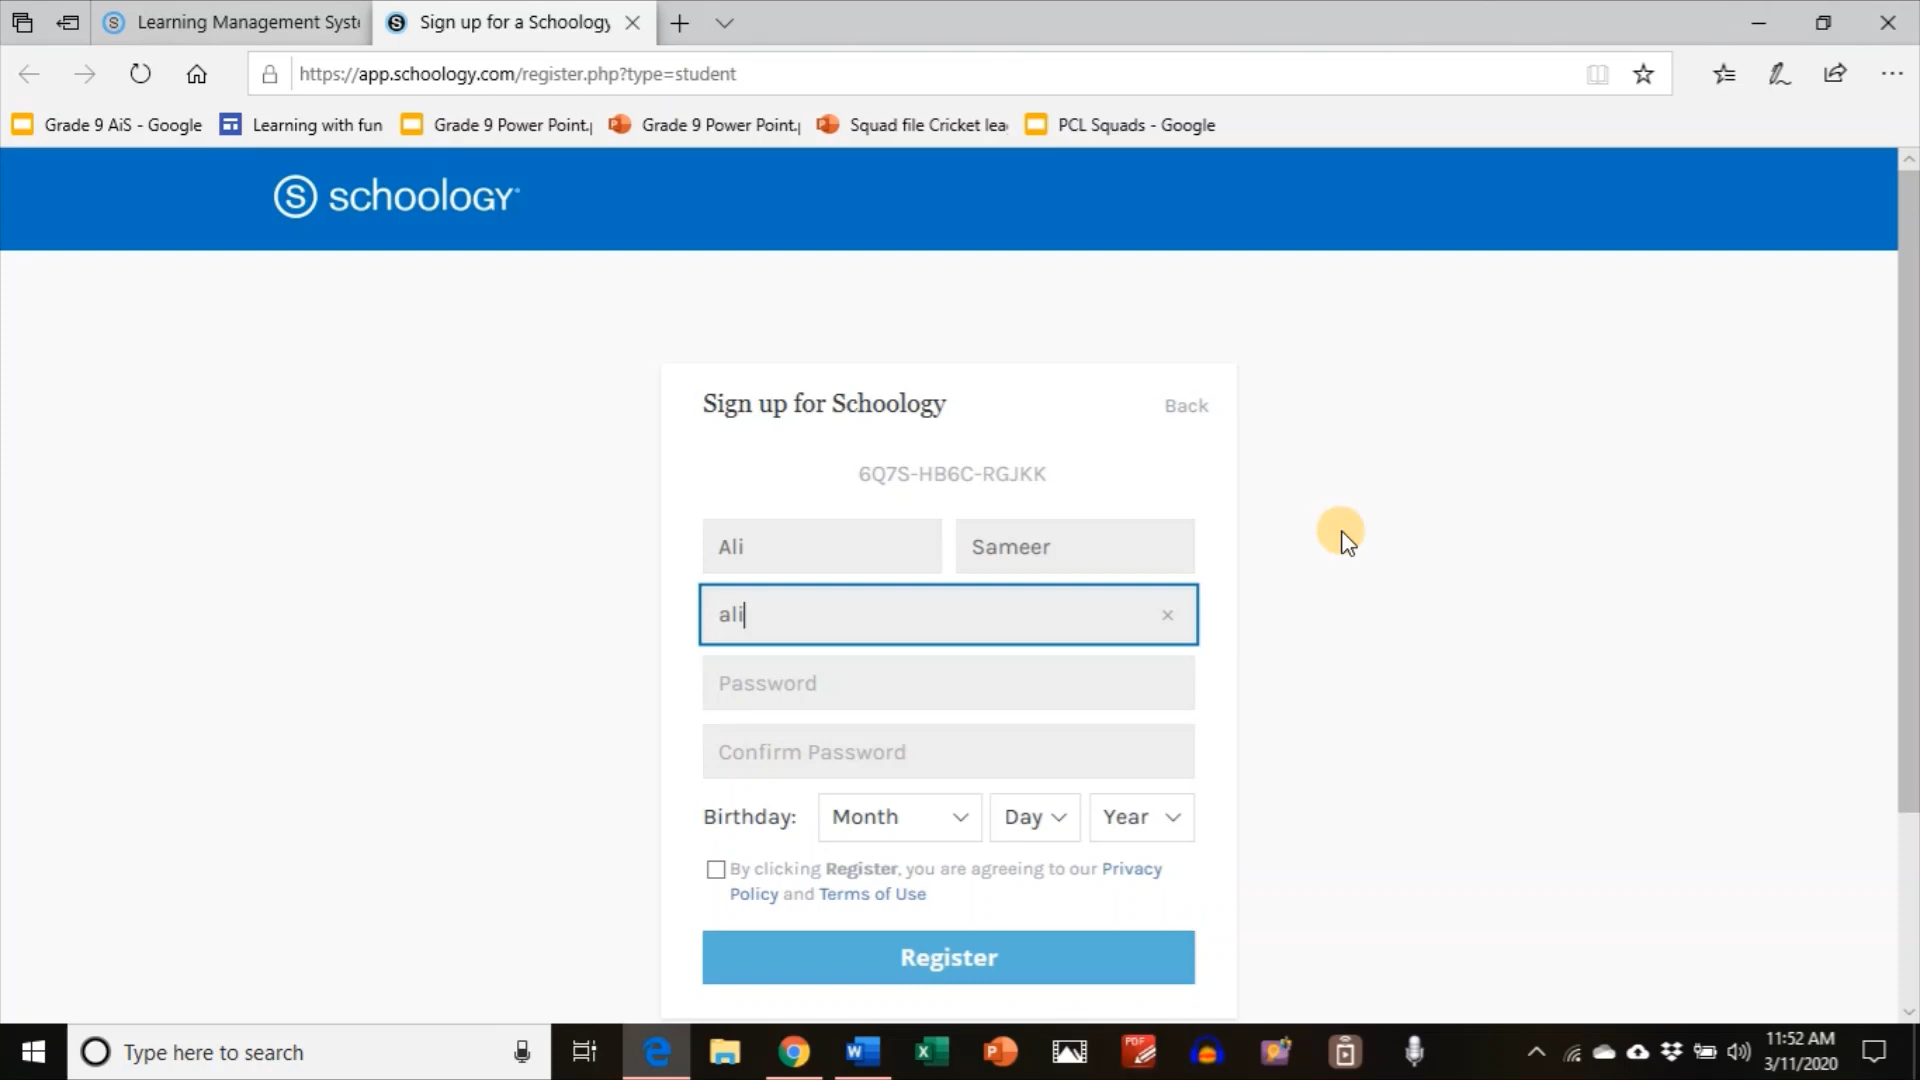 Learning Management Syste
Sign up for a Schoology
https://app.schoology.com/register.php?type=student
Grade 9 AiS - Google
Learning with fun
Grade 9 Power Point.p
Grade 9 Power Point.p
Squad file Cricket lea
PCL Squads - Google
S schoology
Sign up for Schoology
Back
6Q7S-HB6C-RGJKK
Ali
Sameer
ali
Password
Confirm Password
Birthday:
Month
Day
Year
By clicking Register, you are agreeing to our Privacy
Policy and Terms of Use
Register
Type here to search
PDF
11:52 AM
3/11/2020